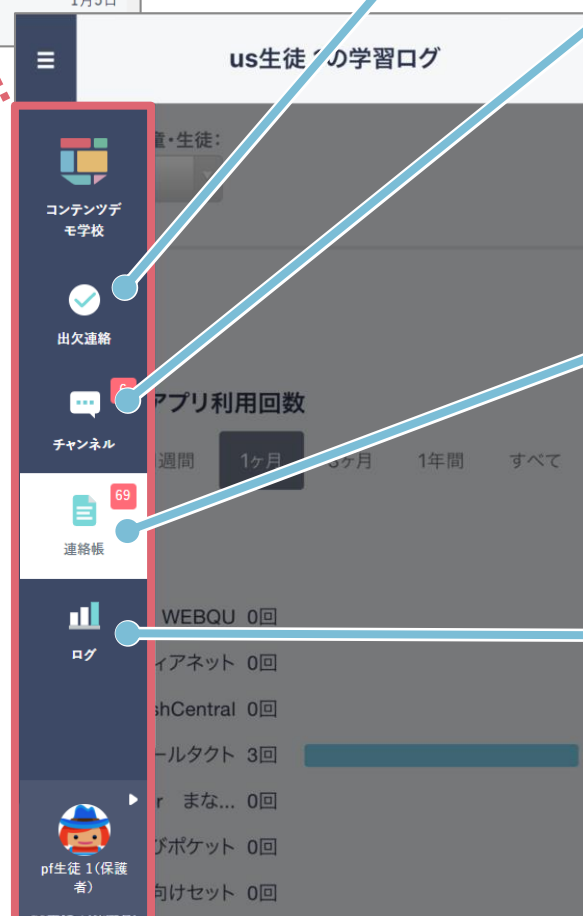 1月5日
us生徒 の学習ログ
童・生徒:
コンテンツデ
モ学校
出欠連絡
アプリ利用回数
チャンネル
週間 1ヶ月 ヶ月 1年間 すべて
69
連絡帳
WEBQU 0回
ログ
ィアネット 0回
shCentral 0回
ールタクト 3回
r まな... 0回
びポケット 0回
pf生徒 1(保護
者)
向けセット 0回